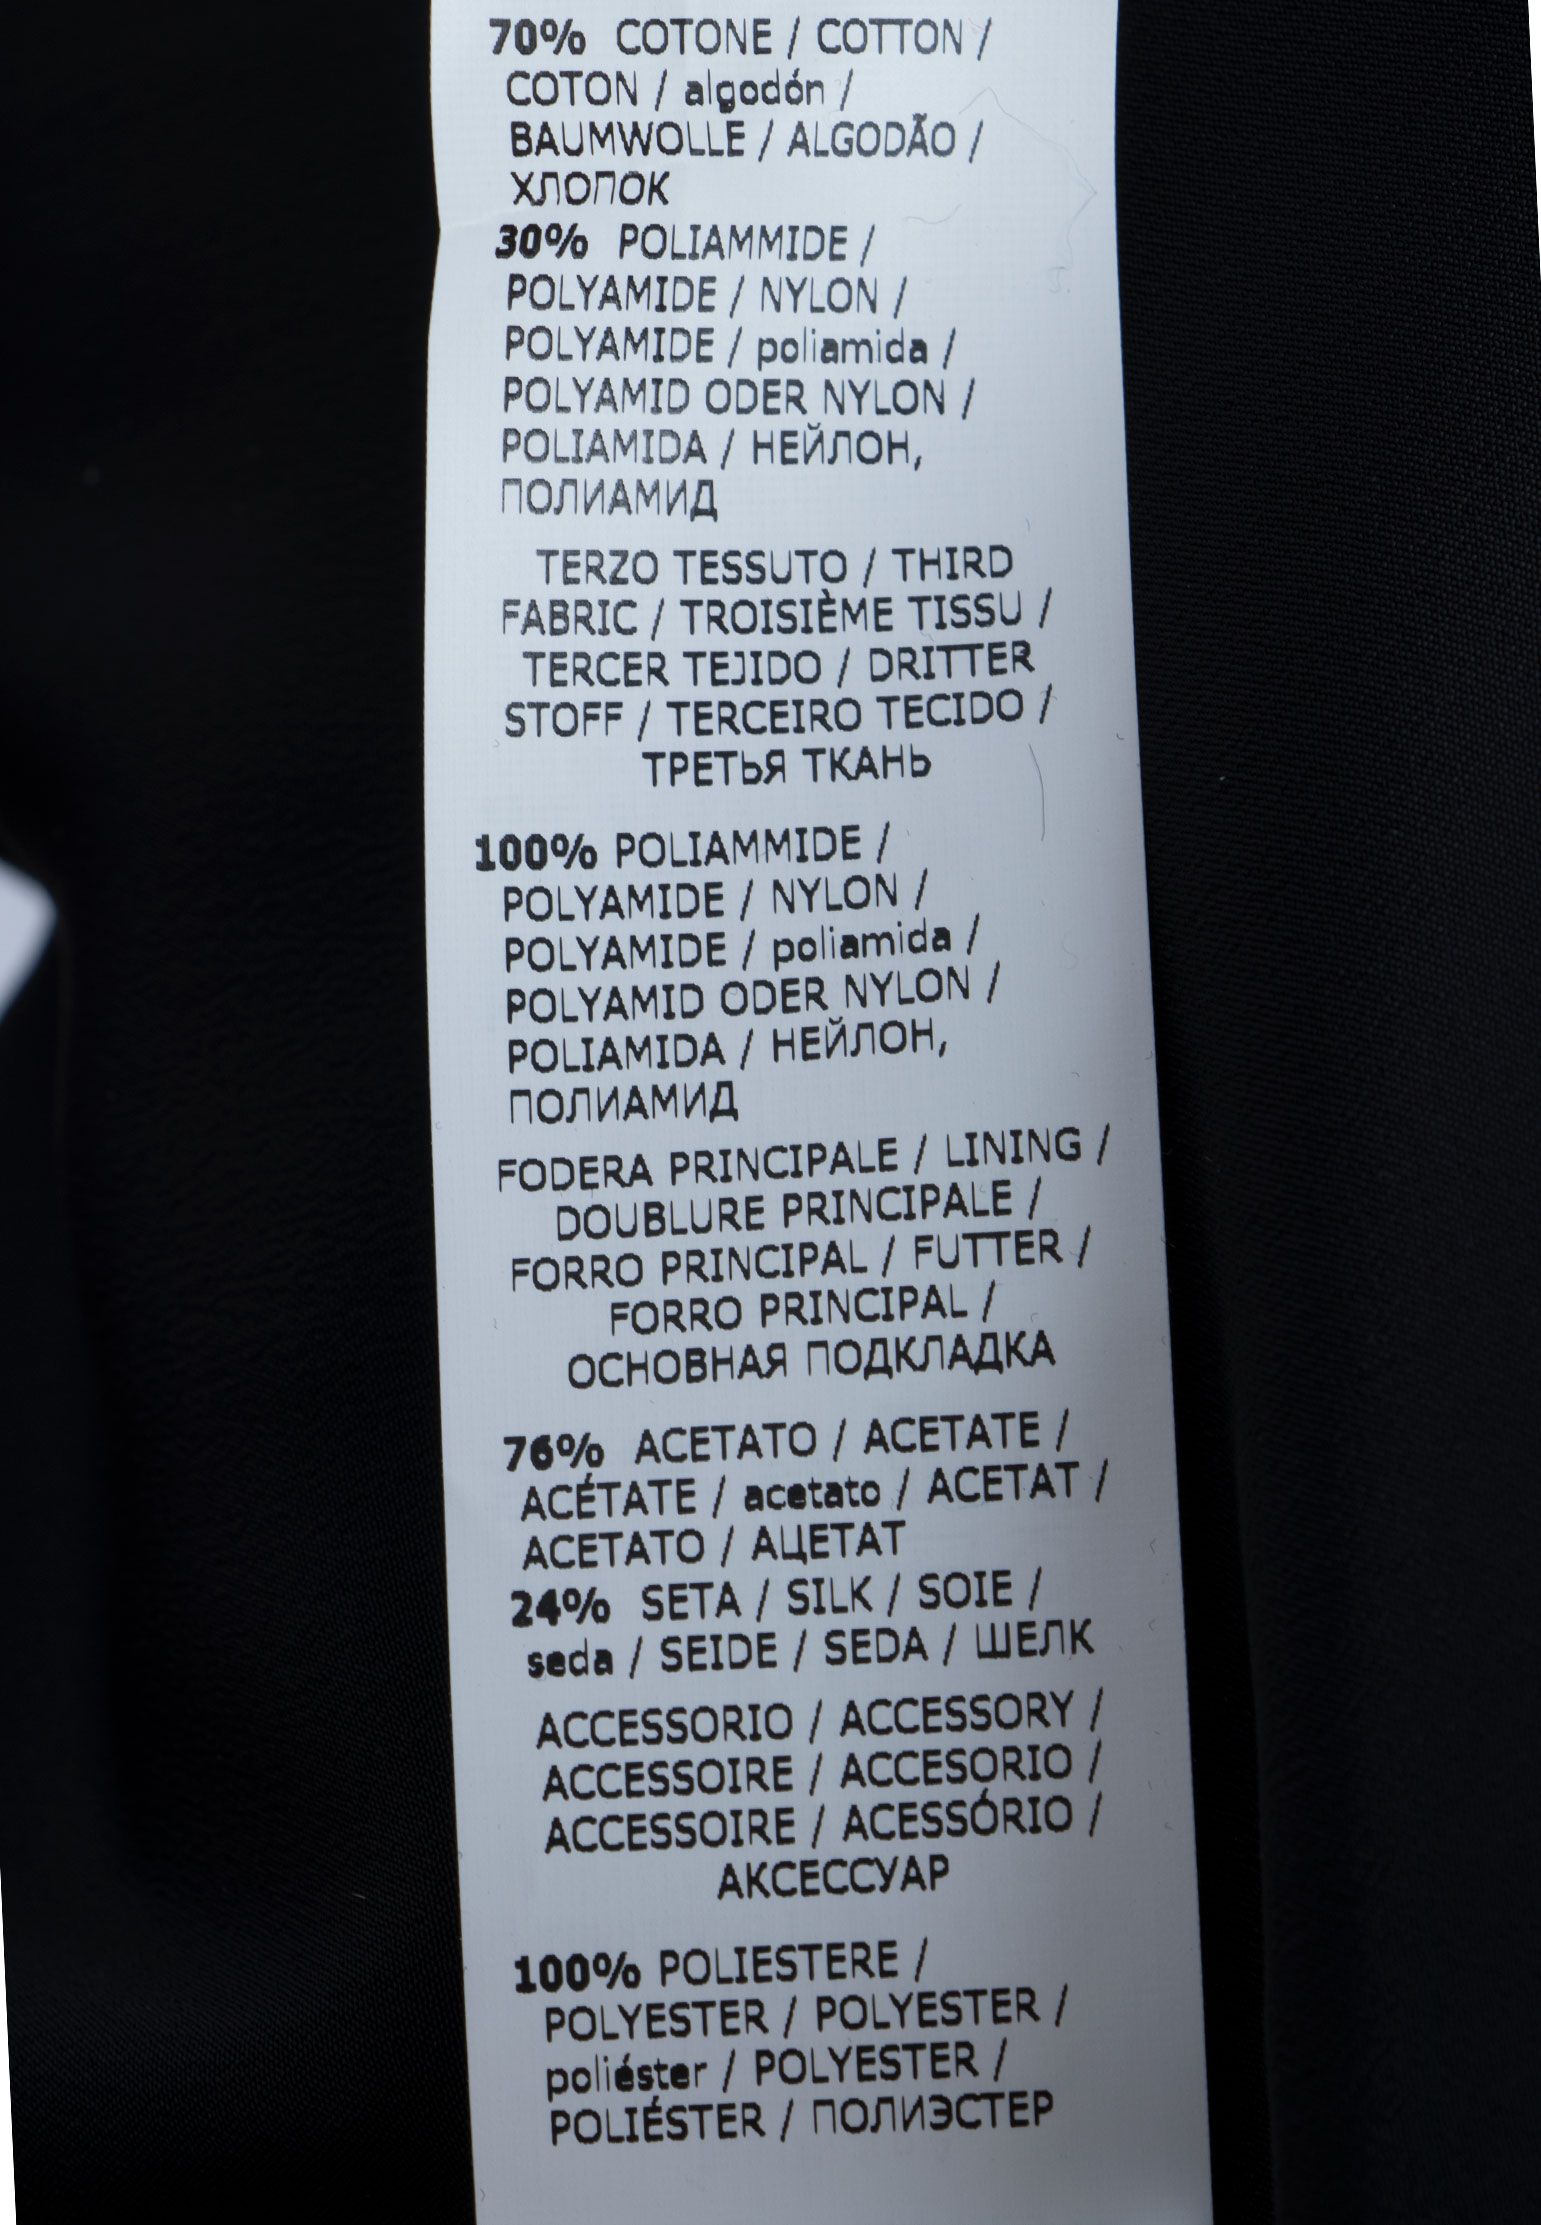 70% COTONE / COTTON /
COTON / algodón /
BAUMWOLLE / ALGODÃO /
ХЛОПОК
30% POLIAMMIDE /
POLYAMIDE / NYLON /
POLYAMIDE / poliamida /
POLYAMID ODER NYLON /
POLIAMIDA / НЕЙЛОН,
ПОЛИАМИД
TERZO TESSUTO / THIRD
FABRIC / TROISIÈME TISSU /
TERCER TEJIDO / DRITTER
STOFF / TERCEIRO TECIDO /
ТРЕТЬЯ ТКАНЬ
100% POLIAMMIDE /
POLYAMIDE / NYLON /
POLYAMIDE / poliamida /
POLYAMID ODER NYLON /
POLIAMIDA / НЕЙЛОН,
ПОЛИАМИД
FODERA PRINCIPALE / LINING /
DOUBLURE PRINCIPALE /
FORRO PRINCIPAL / FUTTER /
FORRO PRINCIPAL /
ОСНОВНАЯ ПОДКЛАДКА
76% ACETATO / ACETATE /
ACÉTATE / acetato / ACETAT /
ACETATO / АЦЕТАТ
24% SETA / SILK / SOIE /
seda / SEIDE / SEDA / ШЕЛК
ACCESSORIO / ACCESSORY /
ACCESSOIRE / ACCESORIO /
ACCESSOIRE / ACESSÓRIO /
АКСЕССУАР
100% POLIESTERE /
POLYESTER / POLYESTER /
poliéster / POLYESTER /
POLIÉSTER / ПОЛИЭСТЕР